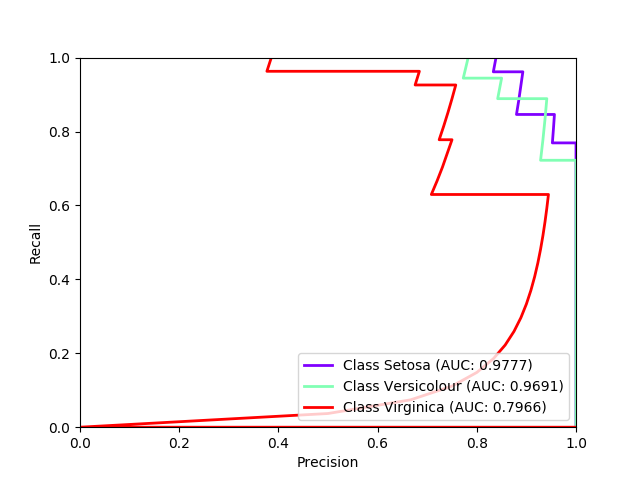 1.0
0.8
0.6
0.4
0.2
0.0
Recall
Class Setosa (AUC: 0.9777)
Class Versicolour (AUC: 0.9691)
Class Virginica (AUC: 0.7966)
0.0 0.2 0.4 0.6 0.8 1.0
Precision